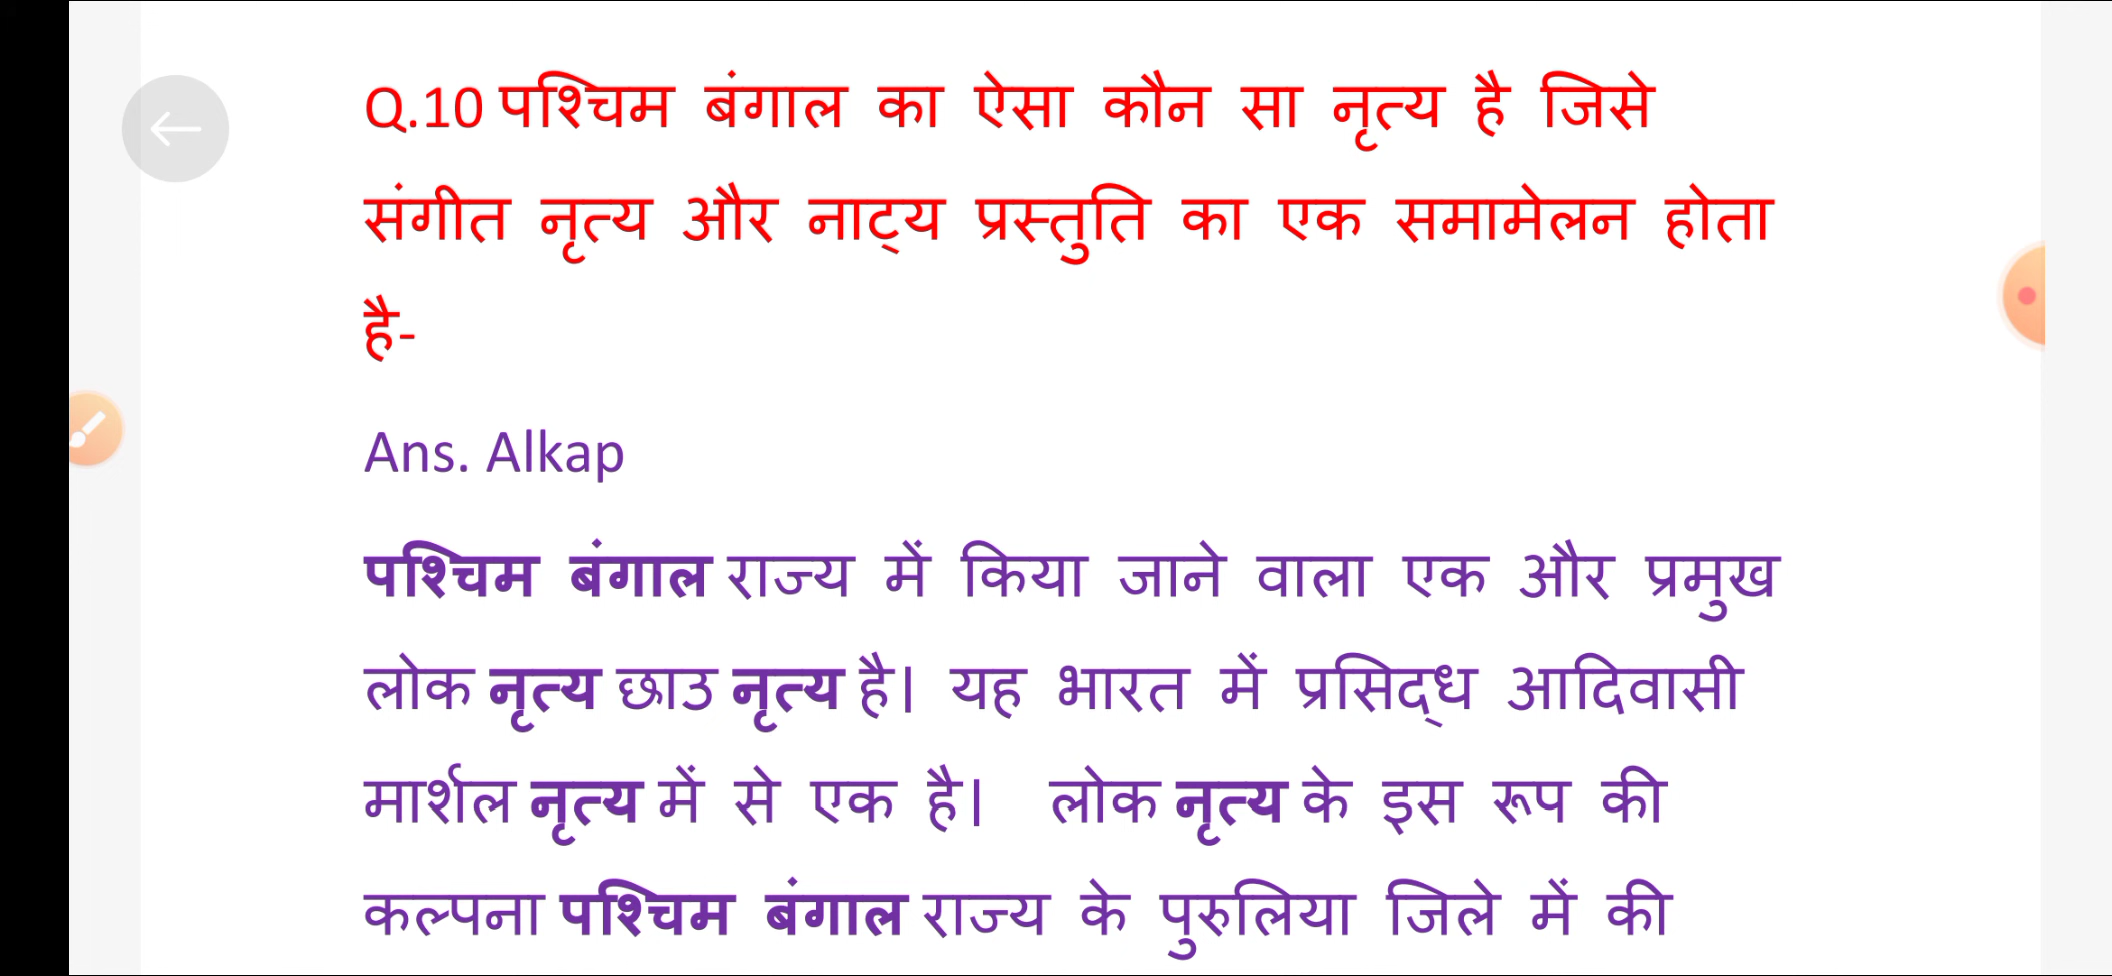 Q.10 पश्चिम बंगाल का ऐसा कौन सा नृत्य है जिसे
संगीत नृत्य और नाट्य प्रस्तुति का एक समामेलन होता
है-
Ans. Alkap
पश्चिम बंगाल राज्य में किया जाने वाला एक और प्रमुख
लोक नृत्य छाउ नृत्य है। यह भारत में प्रसिद्ध आदिवासी
मार्शल नृत्य में से एक है। लोक नृत्य के इस रूप की
कल्पना पश्चिम बंगाल राज्य के पुरुलिया जिले में की